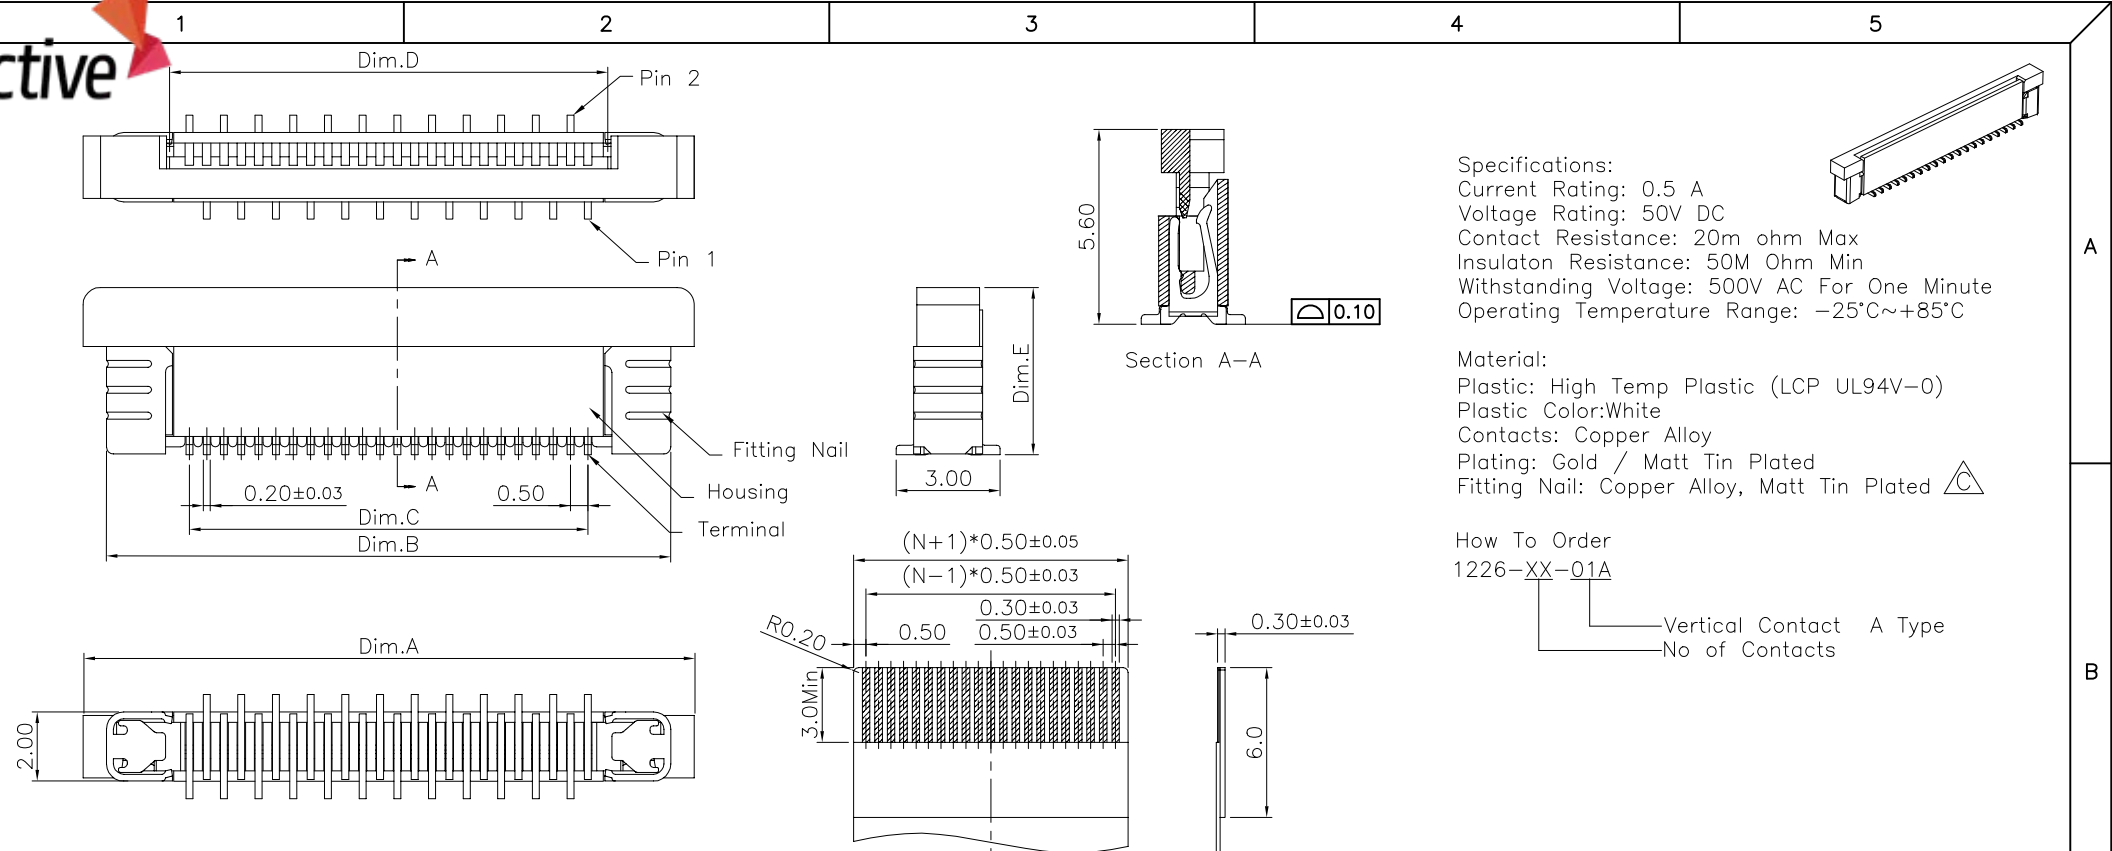 1 2 3 4 5
ctive
Dim.D
Pin 2
Pin 1
A
A
5.60
0.10
Section A-A
Dim.E
3.00
Fitting Nail
Housing
Terminal
0.20±0.03
0.50
Dim.C
Dim.B
Dim.A
2.00
(N+1)*0.50±0.05
(N-1)*0.50±0.03
0.30±0.03
0.50
0.50±0.03
R0.20
3.0Min
0.30±0.03
6.0
Specifications:
Current Rating: 0.5 A
Voltage Rating: 50V DC
Contact Resistance: 20m ohm Max
Insulaton Resistance: 50M Ohm Min
Withstanding Voltage: 500V AC For One Minute
Operating Temperature Range: -25°C~+85°C
Material:
Plastic: High Temp Plastic (LCP UL94V-0)
Plastic Color:White
Contacts: Copper Alloy
Plating: Gold / Matt Tin Plated
Fitting Nail: Copper Alloy, Matt Tin Plated C
How To Order
1226-XX-01A
Vertical Contact A Type
No of Contacts
A
B